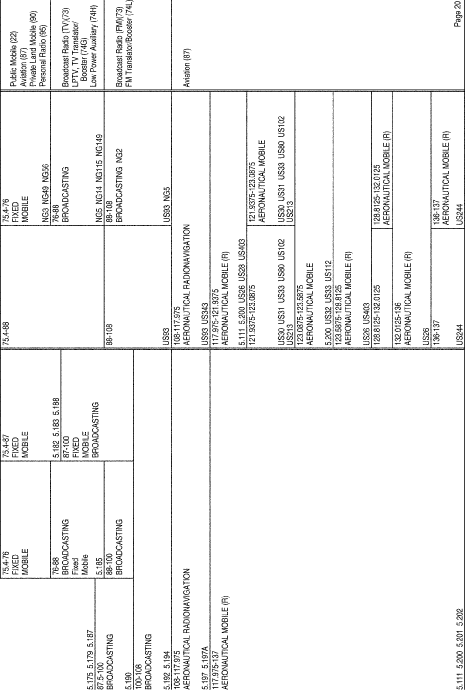 5.175 5.179 5.187
87.5-100
BROADCASTING
5.190
100-108
BROADCASTING
5.192 5.194
108-117.975
AERONAUTICAL RADIONAVIGATION
5.197 5.197A
117.975-137
AERONAUTICAL MOBILE (R)
5.111 5.200 5.201 5.202
75.4-76
FIXED
MOBILE
76-88
BROADCASTING
Fixed
Mobile
5.185
88-100
BROADCASTING
75.4-87
FIXED
MOBILE
5.182 5.183 5.188
87-100
FIXED
MOBILE
BROADCASTING
75.4-88
88-108
US93
108-117.975
AERONAUTICAL RADIONAVIGATION
US93 US343
117.975-121.9375
AERONAUTICAL MOBILE (R)
5.111 5.200 US26 US28 US403
121.9375-123.0875
US30 US31 US33 US80 US102
US213
123.0875-123.5875
AERONAUTICAL MOBILE
5.200 US32 US33 US112
123.5875-128.8125
AERONAUTICAL MOBILE (R)
US26 US403
128.8125-132.0125
132.0125-136
AERONAUTICAL MOBILE (R)
US26
136-137
US244
75.4-76
FIXED
MOBILE
NG3 NG49 NG56
76-88
BROADCASTING
NG5 NG14 NG115 NG149
88-108
BROADCASTING NG2
US93 NG5
121.9375-123.0875
AERONAUTICAL MOBILE
US30 US31 US33 US80 US102
US213
128.8125-132.0125
AERONAUTICAL MOBILE (R)
136-137
AERONAUTICAL MOBILE (R)
US244
Public Mobile (22)
Aviation (87)
Private Land Mobile (90)
Personal Radio (95)
Broadcast Radio (TV)(73)
LPTV, TV Translator/
Booster (74G)
Low Power Auxiliary (74H)
Broadcast Radio (FM)(73)
FM Translator/Booster (74L)
Aviation (87)
Page 20